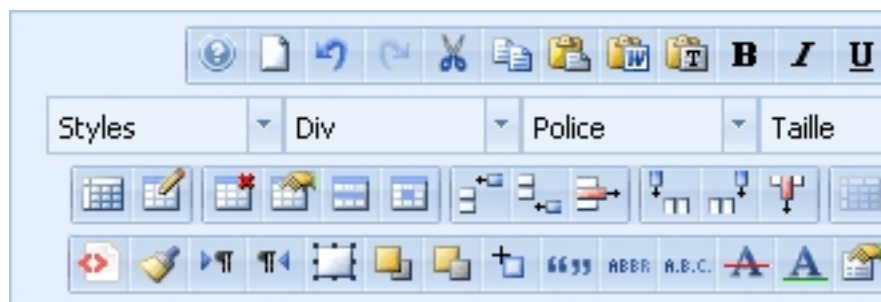 W T B I U
Styles Div Police Taille
¶ ¶ ❝❞ ABBR A.B.C. A A